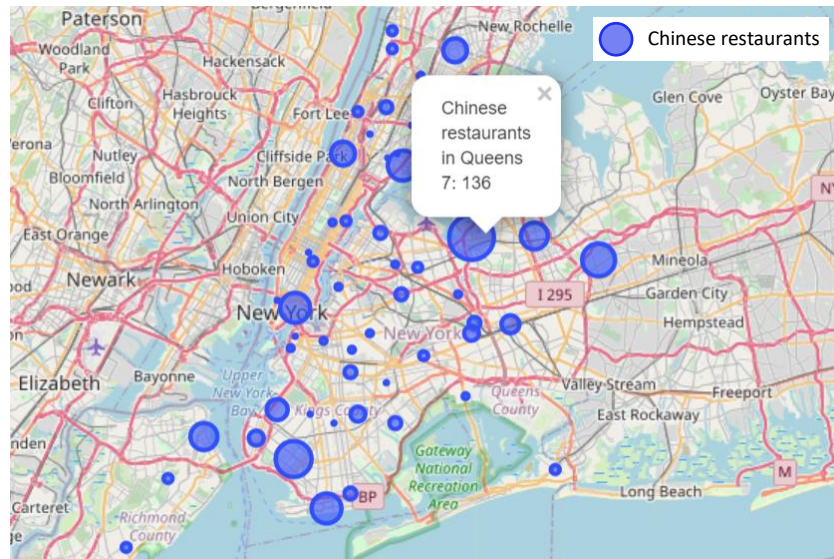 Bergenfield
Paterson
New Rochelle
Chinese restaurants
Woodland
Park
Hackensack
Glen Cove
Oyster Bay
Clifton
Hasbrouck
Heights
Fort Lee
Chinese
restaurants
in Queens
7: 136
×
Nutley
Cliffside Park
Bloomfield
North Bergen
North Arlington
Union City
East Orange
Mineola
Newark
Hoboken
I 295
Garden City
New York
New York
Hempstead
Elizabeth
Bayonne
Upper
New York
Bay
Kings County
Queens
County
Valley Stream
Freeport
East Rockaway
Gateway
National
Recreation
Area
M
BP
Long Beach
Carteret
Richmond
County